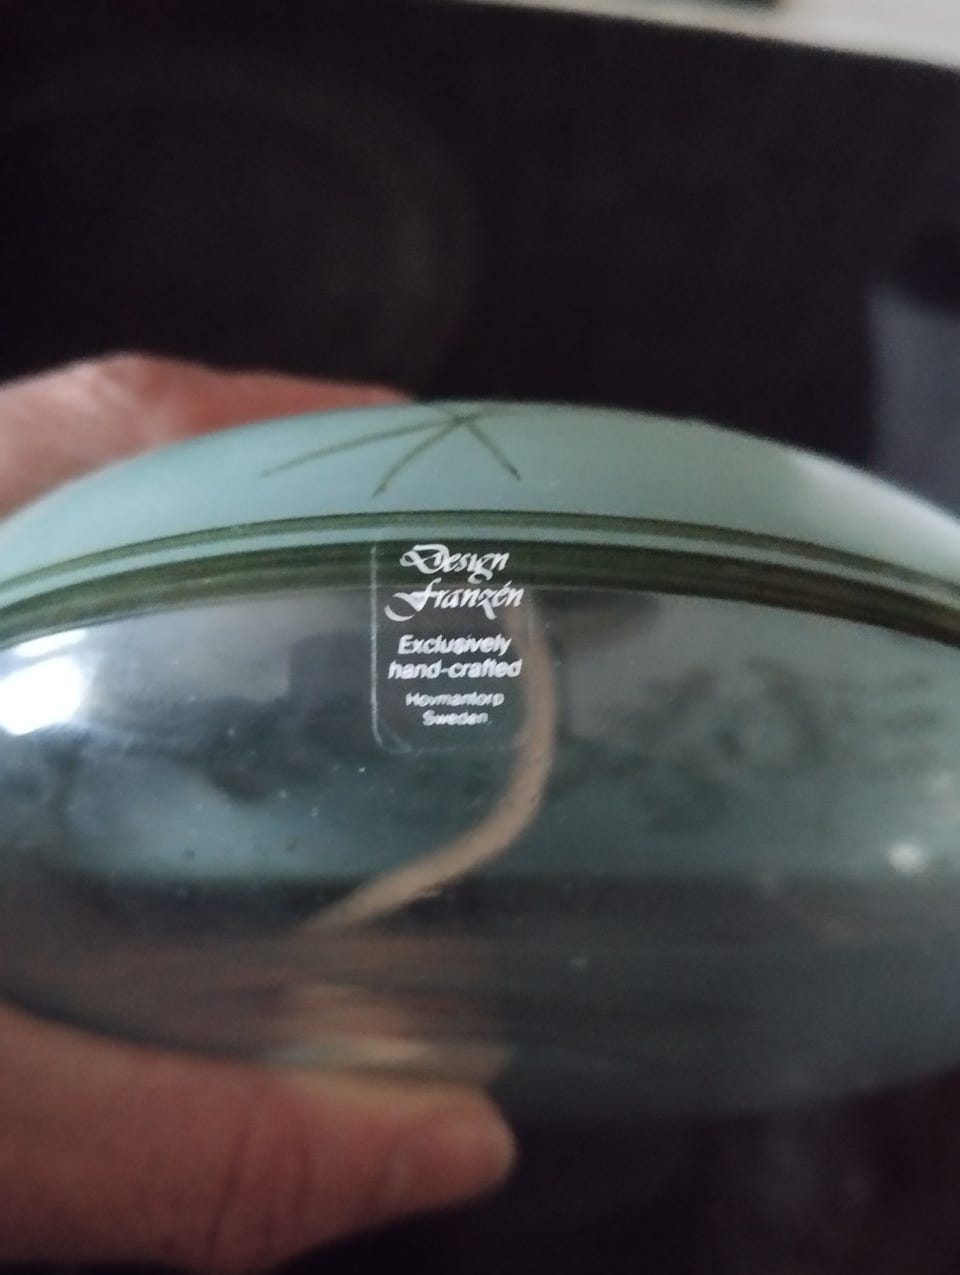 Design
Franzén
Exclusively
hand-crafted
Hovmantorp
Sweden